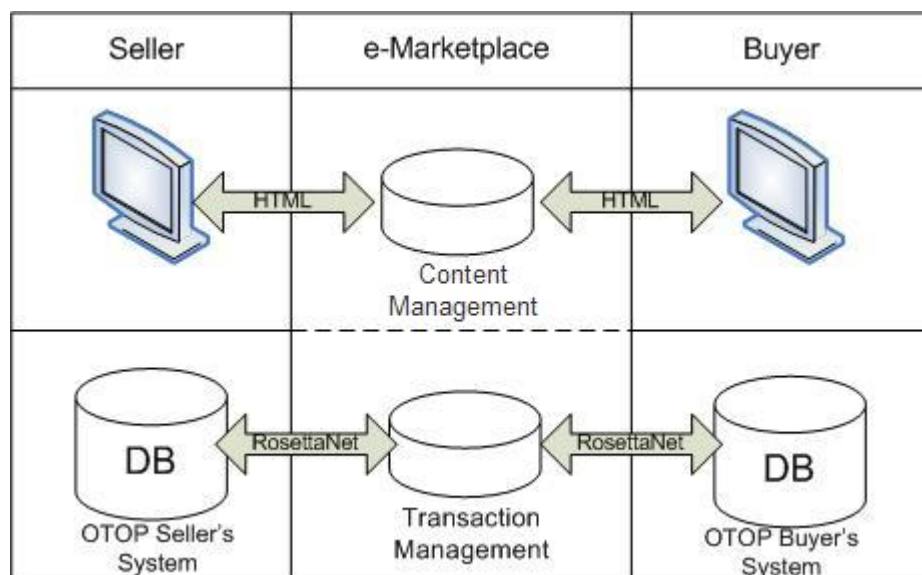 Seller
e-Marketplace
Buyer
HTML
HTML
Content
Management
DB
RosettaNet
RosettaNet
DB
OTOP Seller's
System
Transaction
Management
OTOP Buyer's
System